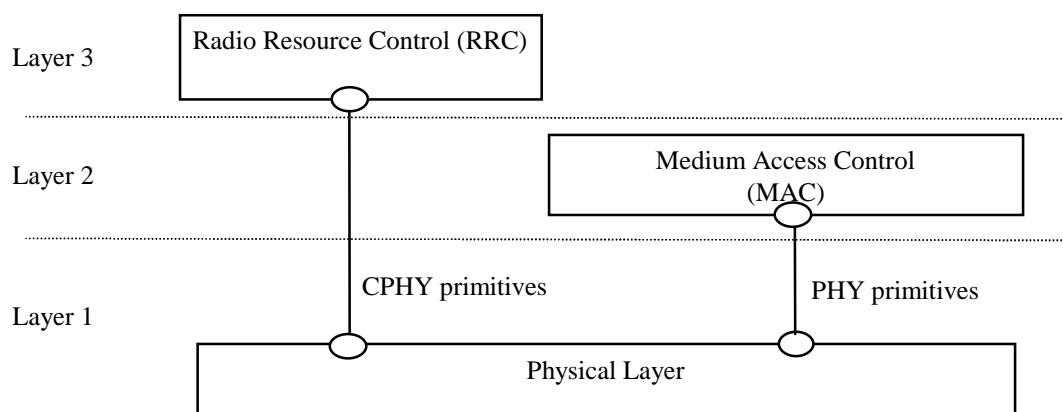 Radio Resource Control (RRC)
Layer 3
Medium Access Control
Layer 2
(MAC)
CPHY primitives
PHY primitives
Layer 1
Physical Layer